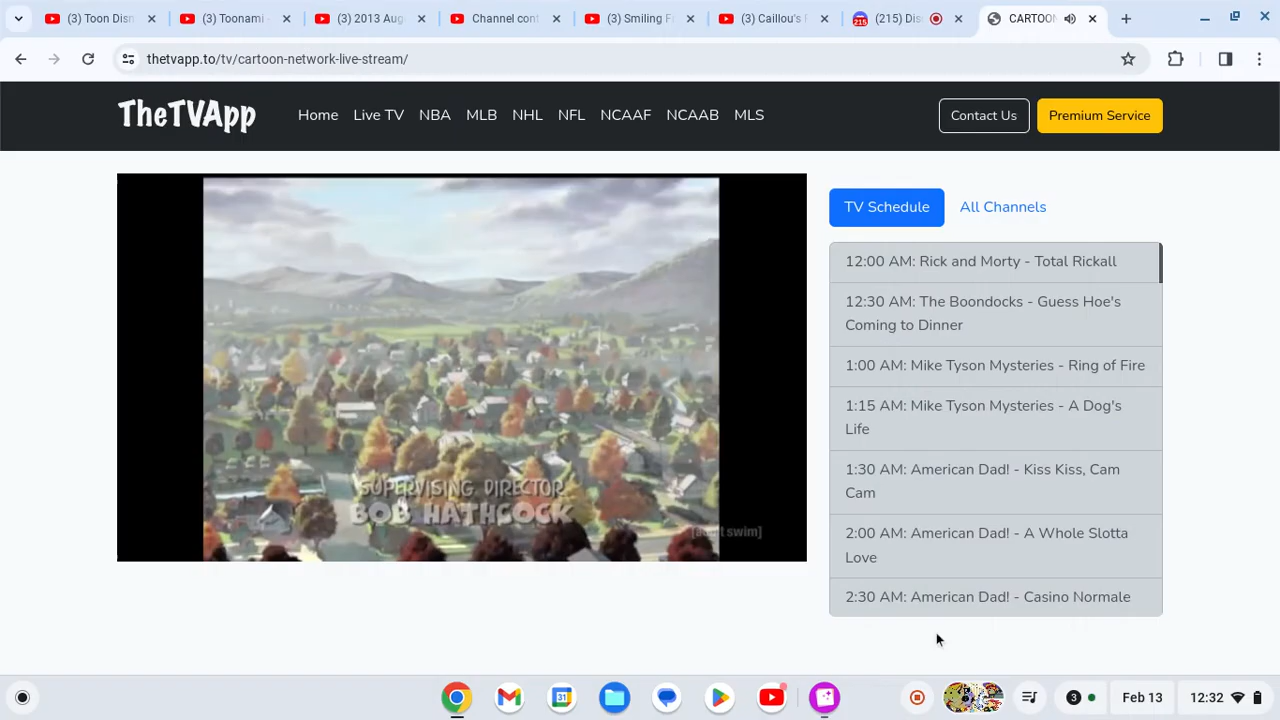 (3) Toon Disn
(3) Toonami -
(3) 2013 Aug
Channel cont
(3) Smiling F
(3) Caillou's
(215) Dis
CARTOON
thetvapp.to/tv/cartoon-network-live-stream/
TheTVApp
Home
Live TV
NBA
MLB
NHL
NFL
NCAAF
NCAAB
MLS
Contact Us
Premium Service
TV Schedule
All Channels
12:00 AM: Rick and Morty - Total Rickall
12:30 AM: The Boondocks - Guess Hoe's
Coming to Dinner
1:00 AM: Mike Tyson Mysteries - Ring of Fire
1:15 AM: Mike Tyson Mysteries - A Dog's
Life
1:30 AM: American Dad! - Kiss Kiss, Cam
Cam
2:00 AM: American Dad! - A Whole Slotta
Love
2:30 AM: American Dad! - Casino Normale
SUPERVISING DIRECTOR
BOB HATHCOCK
swim]
31
3
Feb 13
12:32